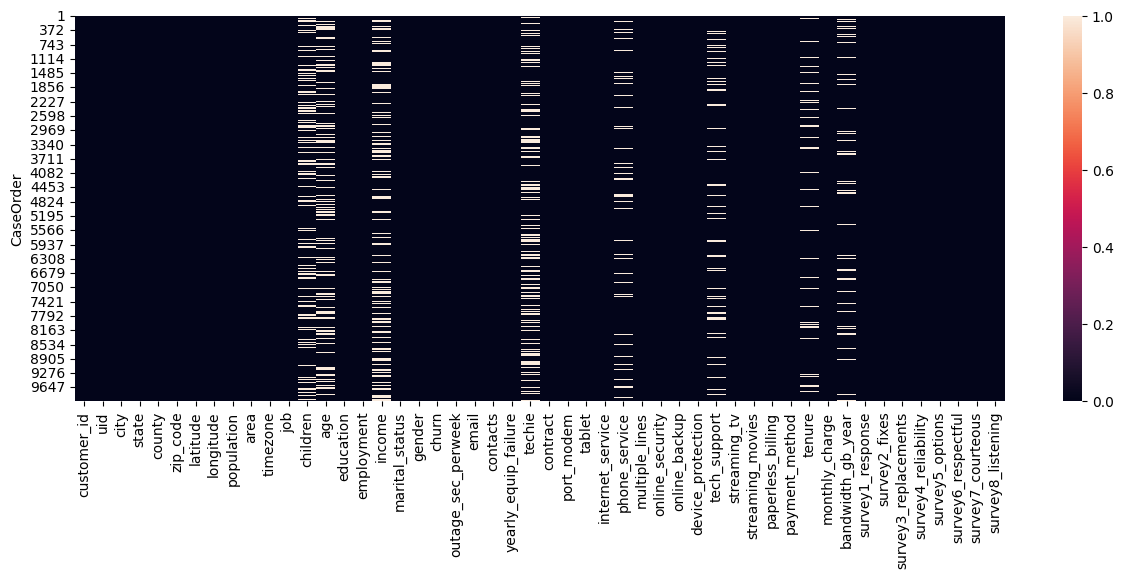 CaseOrder
1
372
743
1114
1485
1856
2227
2598
2969
3340
3711
4082
4453
4824
5195
5566
5937
6308
6679
7050
7421
7792
8163
8534
8905
9276
9647
customer_id
uid
city
state
county
zip_code
latitude
longitude
population
area
timezone
job
children
age
education
employment
income
marital_status
gender
churn
outage_sec_perweek
email
contacts
yearly_equip_failure
techie
contract
port_modem
tablet
internet_service
phone_service
multiple_lines
online_security
online_backup
device_protection
tech_support
streaming_tv
streaming_movies
paperless_billing
payment_method
tenure
monthly_charge
bandwidth_gb_year
survey1_response
survey2_fixes
survey3_replacements
survey4_reliability
survey5_options
survey6_respectful
survey7_courteous
survey8_listening
1.0
0.8
0.6
0.4
0.2
0.0